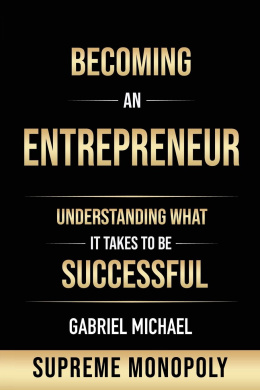 BECOMING
AN
ENTREPRENEUR
UNDERSTANDING WHAT
IT TAKES TO BE
SUCCESSFUL
GABRIEL MICHAEL
SUPREME MONOPOLY